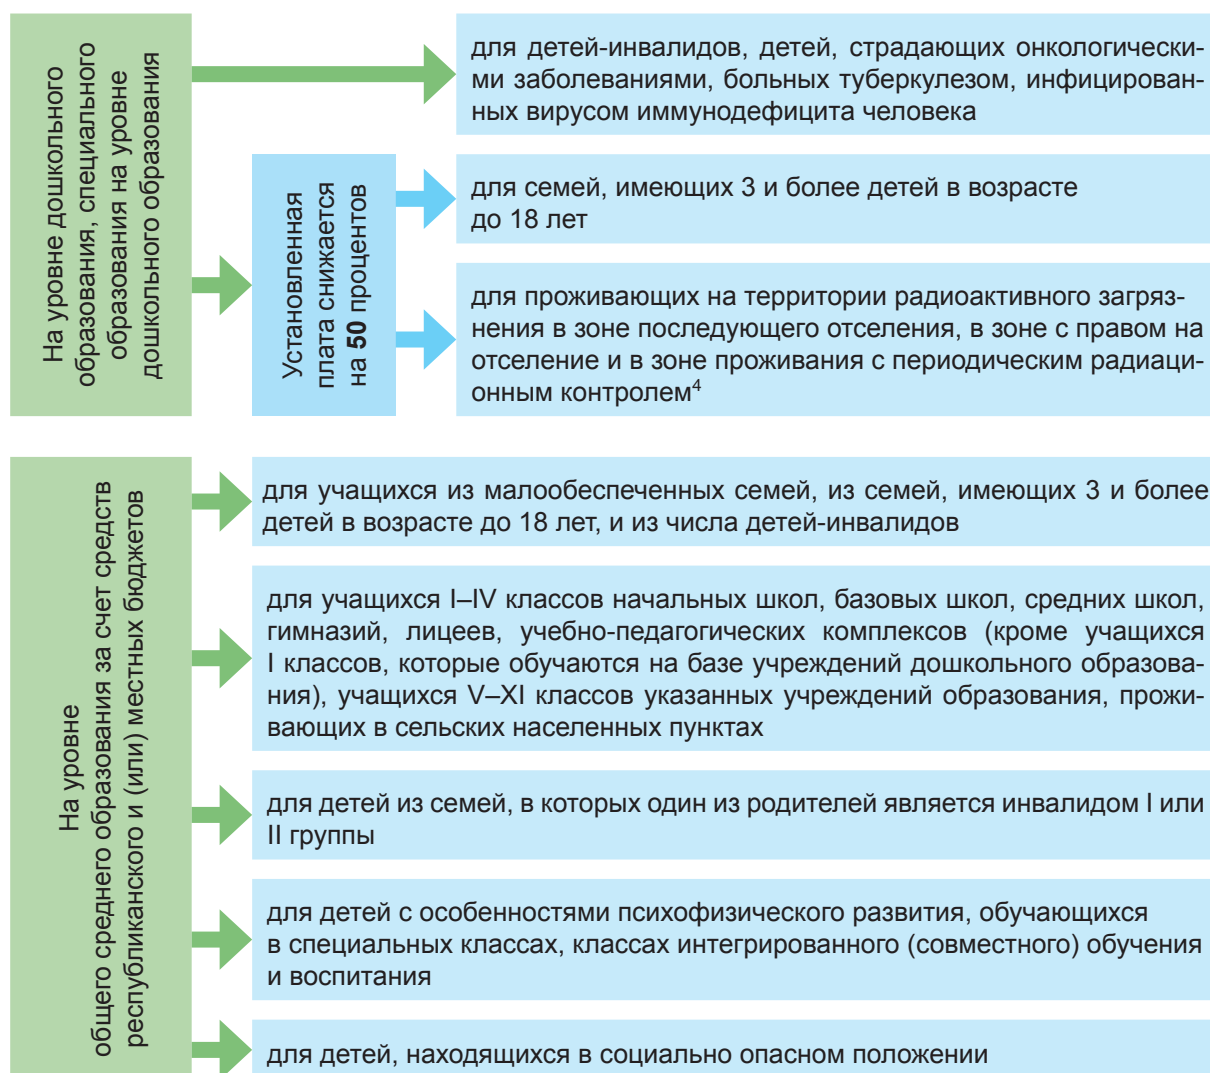 На уровне дошкольного
образования, специального
образования на уровне
дошкольного образования
для детей-инвалидов, детей, страдающих онкологически-
ми заболеваниями, больных туберкулезом, инфицирован-
ных вирусом иммунодефицита человека
Установленная
плата снижается
на 50 процентов
для семей, имеющих 3 и более детей в возрасте
до 18 лет
для проживающих на территории радиоактивного загряз-
нения в зоне последующего отселения, в зоне с правом на
отселение и в зоне проживания с периодическим радиаци-
онным контролем⁴
На уровне
общего среднего образования за счет средств
республиканского и (или) местных бюджетов
для учащихся из малообеспеченных семей, из семей, имеющих 3 и более
детей в возрасте до 18 лет, и из числа детей-инвалидов
для учащихся I–IV классов начальных школ, базовых школ, средних школ,
гимназий, лицеев, учебно-педагогических комплексов (кроме учащихся
I классов, которые обучаются на базе учреждений дошкольного образова-
ния), учащихся V–XI классов указанных учреждений образования, прожи-
вающих в сельских населенных пунктах
для детей из семей, в которых один из родителей является инвалидом I или
II группы
для детей с особенностями психофизического развития, обучающихся
в специальных классах, классах интегрированного (совместного) обучения
и воспитания
для детей, находящихся в социально опасном положении